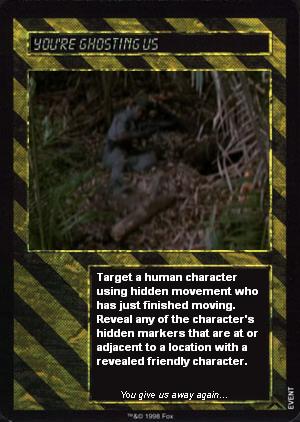 YOU'RE GHOSTING US
Target a human character
using hidden movement who
has just finished moving.
Reveal any of the character's
hidden markers that are at or
adjacent to a location with a
revealed friendly character.
You give us away again...
EVENT
™&© 1998 Fox